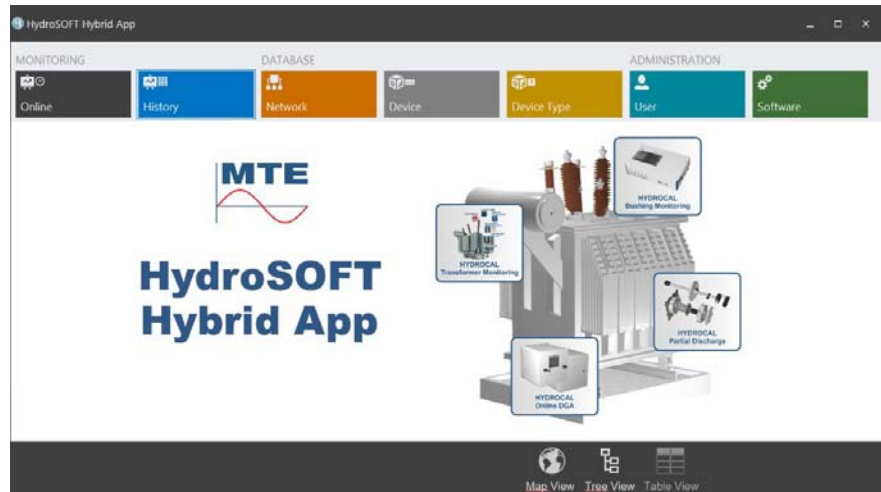 HydroSOFT Hybrid App
MONITORING
DATABASE
ADMINISTRATION
Online
History
Network
Device
Device Type
User
Software
MTE
HydroSOFT
Hybrid App
HYDROCAL
Bushing Monitoring
HYDROCAL
Transformer Monitoring
HYDROCAL
Partial Discharge
HYDROCAL
Online DGA
Map View
Tree View
Table View